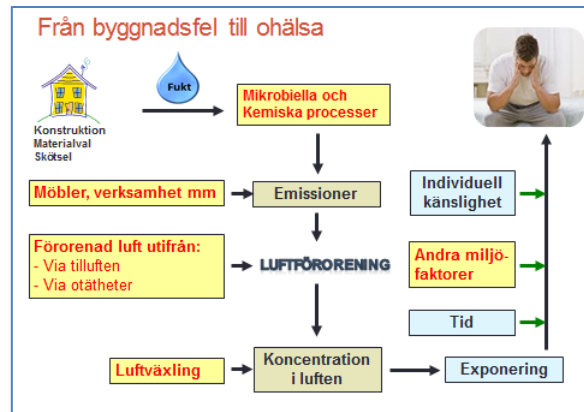 Från byggnadsfel till ohälsa
Fukt
Konstruktion
Materialval
Skötsel
Mikrobiella och
Kemiska processer
Möbler, verksamhet mm
Emissioner
Individuell
känslighet
Förorenad luft utifrån:
- Via tilluften
- Via otätheter
LUFTFÖRORENING
Andra miljö-
faktorer
Tid
Luftväxling
Koncentration
i luften
Exponering